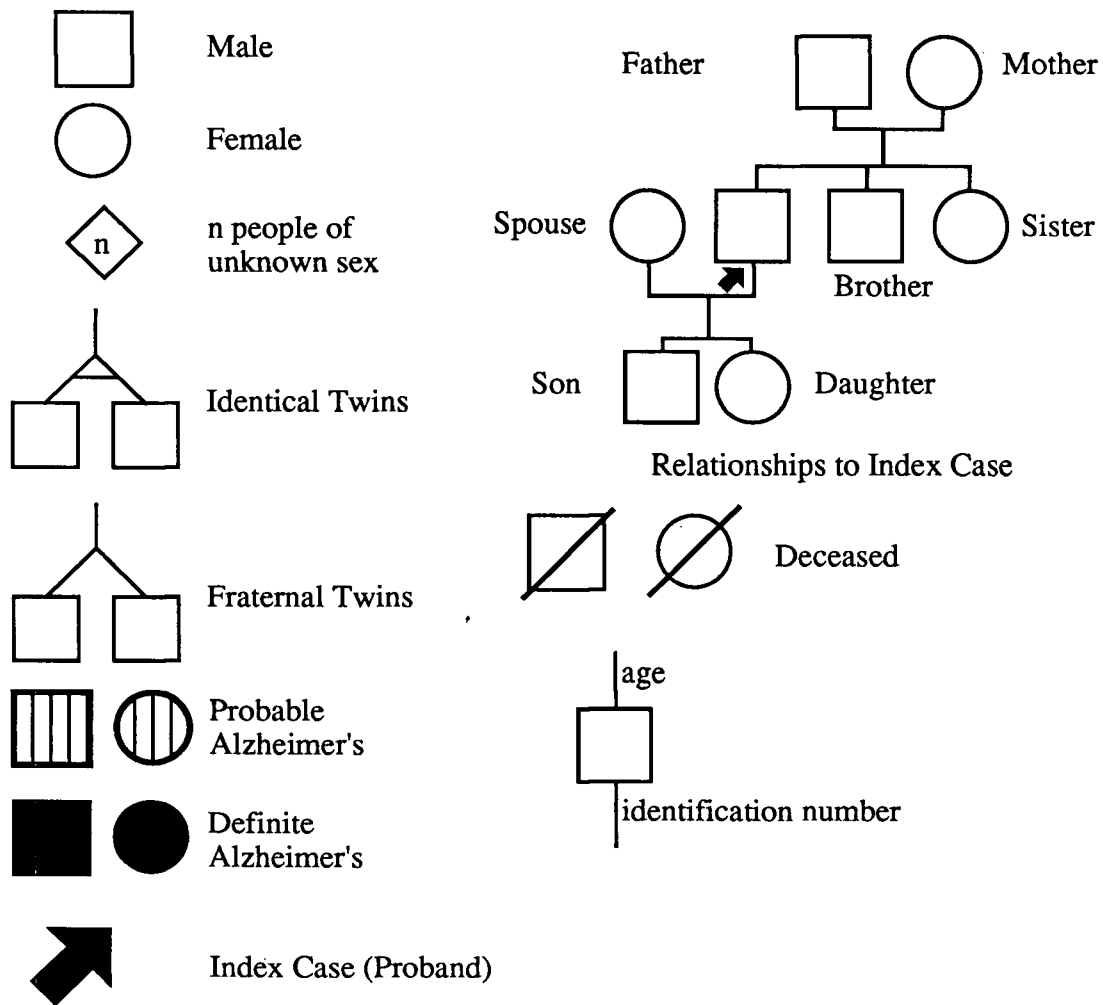 Male
Female
n
n people of
unknown sex
Identical Twins
Fraternal Twins
Probable
Alzheimer's
Definite
Alzheimer's
Index Case (Proband)
Father
Mother
Spouse
Sister
Brother
Son
Daughter
Relationships to Index Case
Deceased
age
identification number